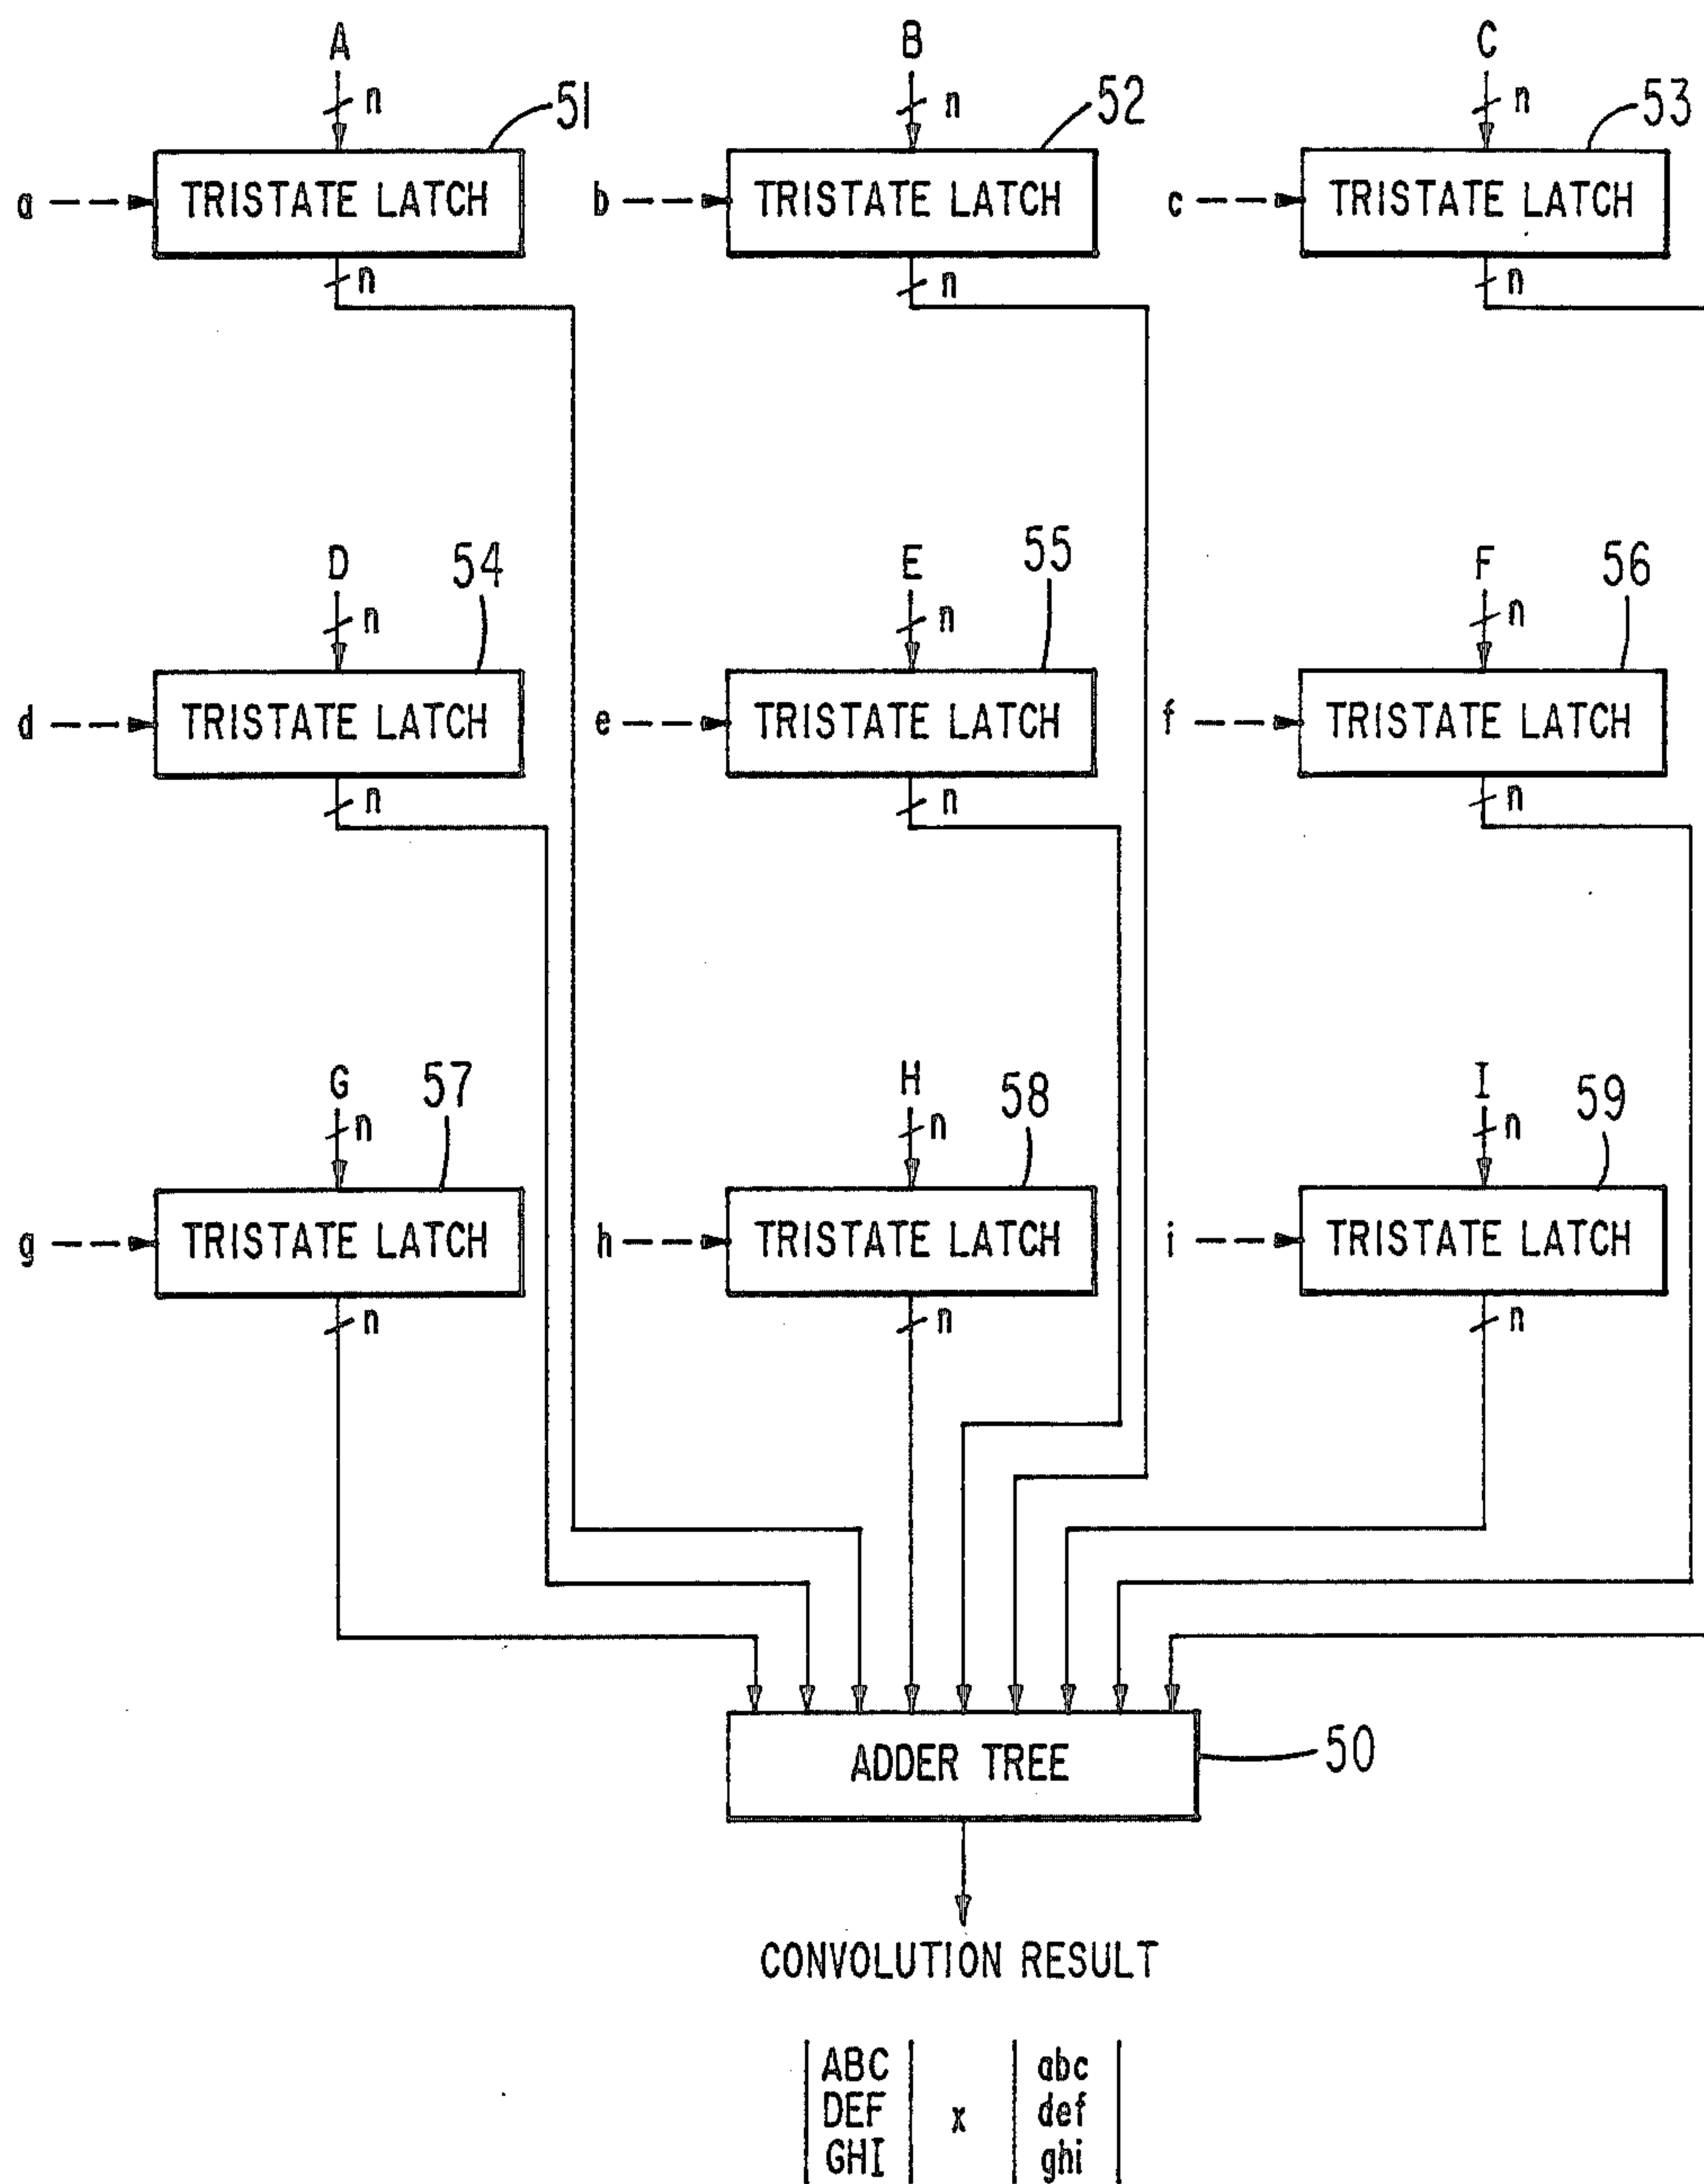 A B C
n 51 n 52 n 53
a TRISTATE LATCH b TRISTATE LATCH c TRISTATE LATCH
n n n
D 54 E 55 F 56
n n n
d TRISTATE LATCH e TRISTATE LATCH f TRISTATE LATCH
n n n
G 57 H 58 I 59
n n n
g TRISTATE LATCH h TRISTATE LATCH i TRISTATE LATCH
n n n
ADDER TREE 50
CONVOLUTION RESULT
ABC abc
DEF x def
GHI ghi